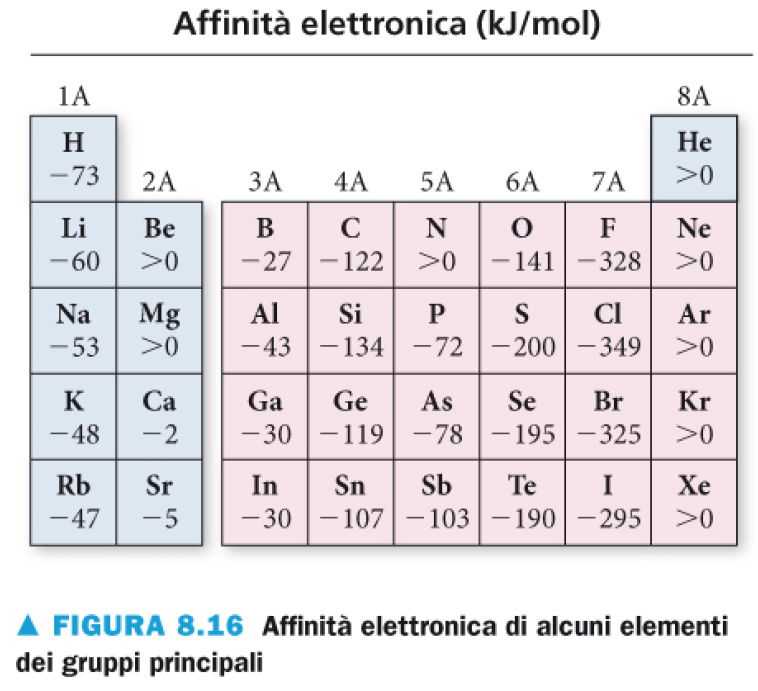 Affinità elettronica (kJ/mol)
1A 8A
H He
−73 >0
2A 3A 4A 5A 6A 7A
Li Be B C N O F Ne
−60 >0 −27 −122 >0 −141 −328 >0
Na Mg Al Si P S Cl Ar
−53 >0 −43 −134 −72 −200 −349 >0
K Ca Ga Ge As Se Br Kr
−48 −2 −30 −119 −78 −195 −325 >0
Rb Sr In Sn Sb Te I Xe
−47 −5 −30 −107 −103 −190 −295 >0
▲ FIGURA 8.16 Affinità elettronica di alcuni elementi
dei gruppi principali